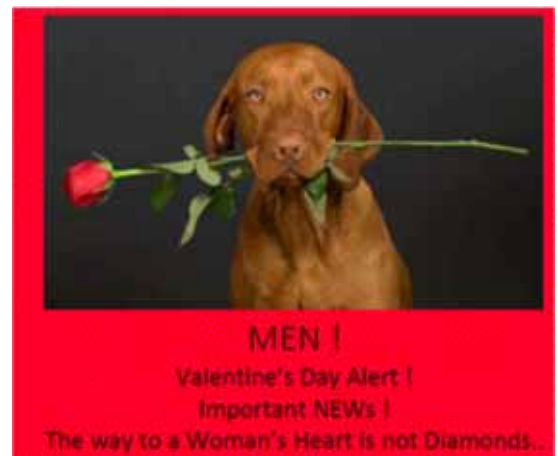 MEN !
Valentine's Day Alert !
Important NEWs !
The way to a Woman's Heart is not Diamonds..